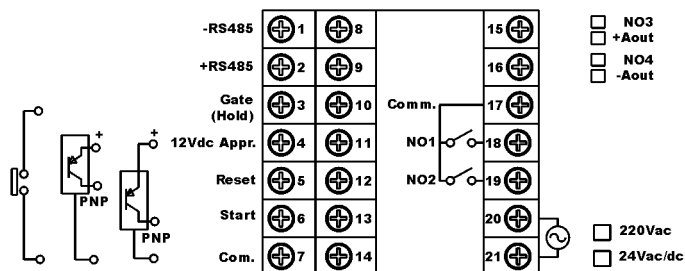 -RS485 1 8 15 NO3
+Aout
+RS485 2 9 16 NO4
-Aout
Gate
(Hold) 3 10 Comm. 17
12Vdc Appr. 4 11 NO1 18
Reset 5 12 NO2 19
Start 6 13 20
Com. 7 14 21
+
PNP
+
PNP
220Vac
24Vac/dc